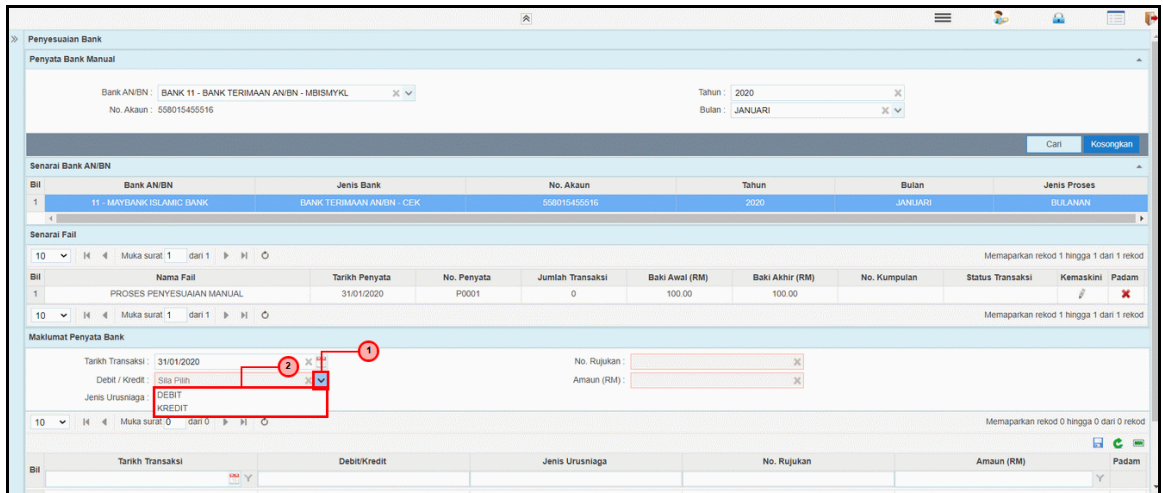 Penyesuaian Bank
Penyata Bank Manual
Bank AN/BN : BANK 11 - BANK TERIMAAN AN/BN - MBISMYKL Tahun : 2020
No. Akaun : 558015455516 Bulan : JANUARI
Cari Kosongkan
Senarai Bank AN/BN
Bil Bank AN/BN Jenis Bank No. Akaun Tahun Bulan Jenis Proses
1 11 - MAYBANK ISLAMIC BANK BANK TERIMAAN AN/BN - CEK 558015455516 2020 JANUARI BULANAN
Senarai Fail
10 Muka surat 1 dari 1 Memaparkan rekod 1 hingga 1 dari 1 rekod
Bil Nama Fail Tarikh Penyata No. Penyata Jumlah Transaksi Baki Awal (RM) Baki Akhir (RM) No. Kumpulan Status Transaksi Kemaskini Padam
1 PROSES PENYESUAIAN MANUAL 31/01/2020 P0001 0 100.00 100.00
10 Muka surat 1 dari 1 Memaparkan rekod 1 hingga 1 dari 1 rekod
Maklumat Penyata Bank
1
Tarikh Transaksi : 31/01/2020 No. Rujukan :
2
Debit / Kredit : Sila Pilih Amaun (RM) :
Jenis Urusniaga : DEBIT
KREDIT
10 Muka surat 0 dari 0 Memaparkan rekod 0 hingga 0 dari 0 rekod
Bil Tarikh Transaksi Debit/Kredit Jenis Urusniaga No. Rujukan Amaun (RM) Padam